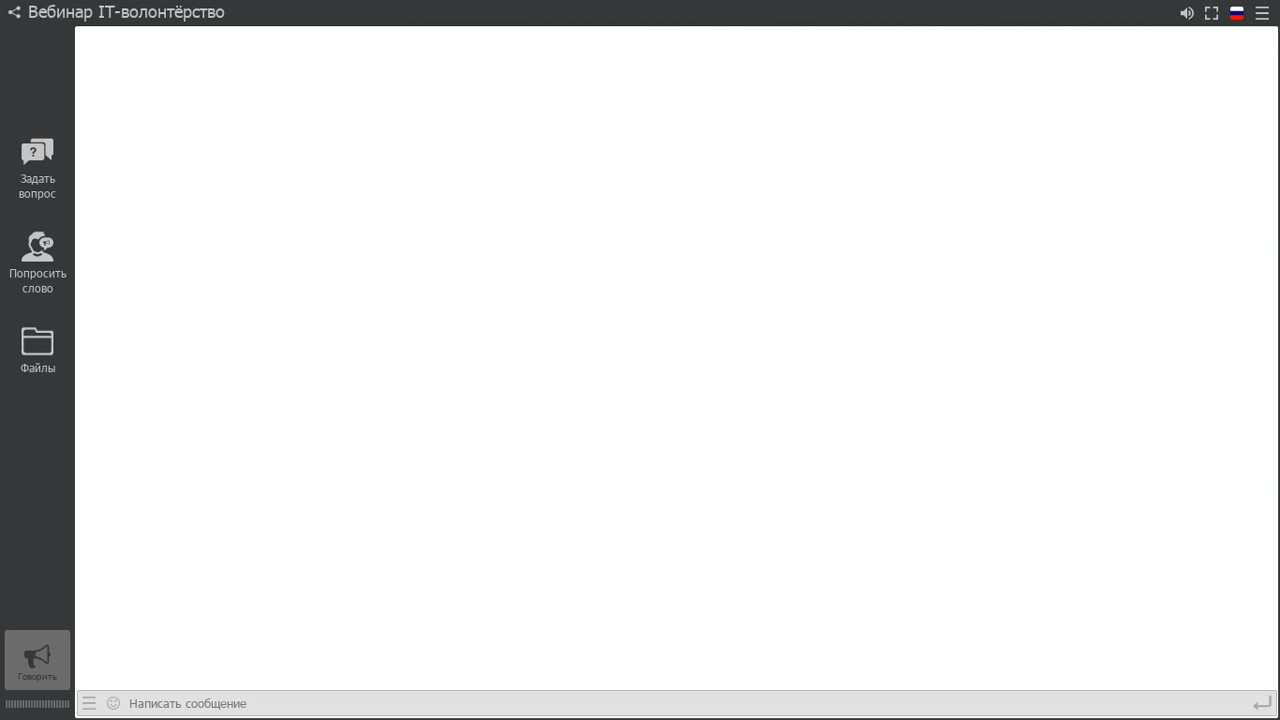 Вебинар IT-волонтёрство
Задать
вопрос
Попросить
слово
Файлы
Говорить
Написать сообщение